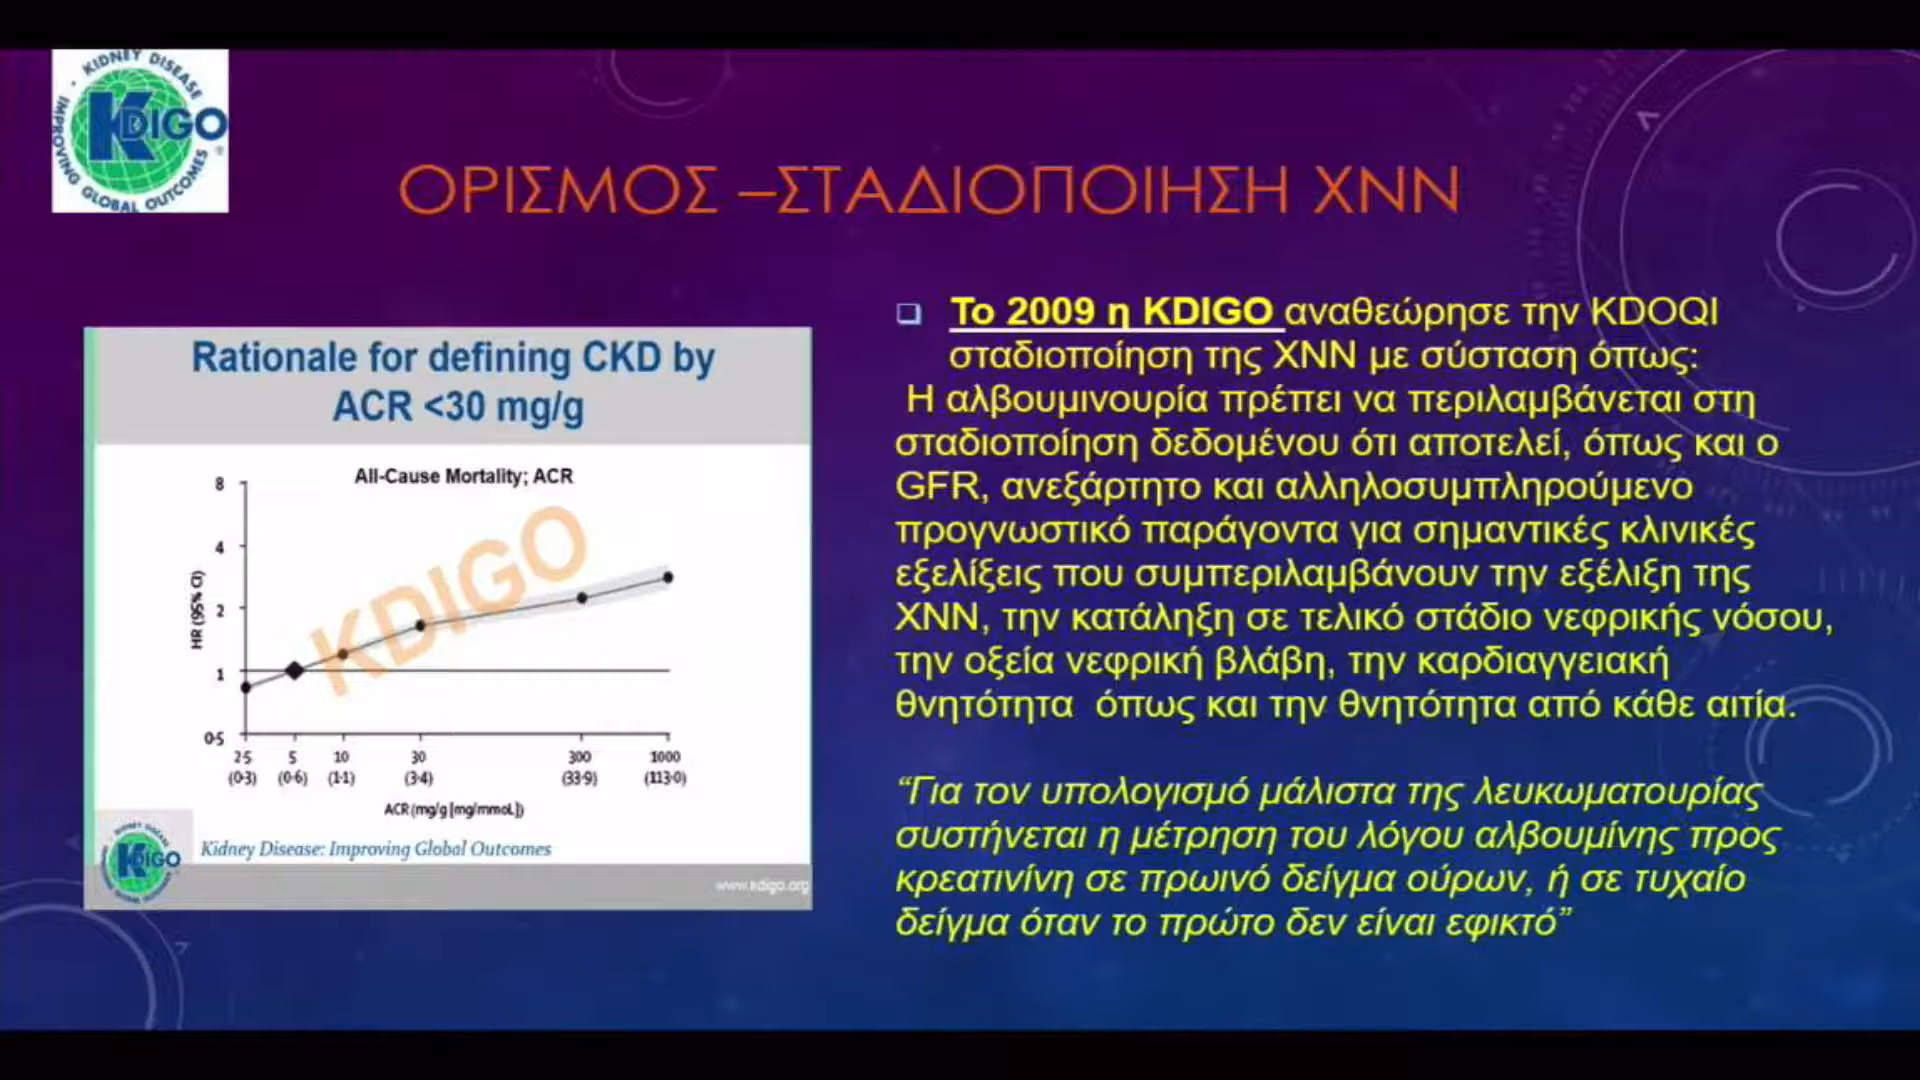 KIDNEY DISEASE
IMPROVING GLOBAL OUTCOMES
KDIGO
ΟΡΙΣΜΟΣ –ΣΤΑΔΙΟΠΟΙΗΣΗ ΧΝΝ
Rationale for defining CKD by
ACR <30 mg/g
All-Cause Mortality; ACR
KDIGO
HR (95% CI)
8
4
2
1
0·5
2·5 5 10 30 300 1000
(0·3) (0·6) (1·1) (3·4) (33·9) (113·0)
ACR (mg/g [mg/mmoL])
KDIGO
Kidney Disease: Improving Global Outcomes
www.kdigo.org
Το 2009 η KDIGO αναθεώρησε την KDOQI
σταδιοποίηση της ΧΝΝ με σύσταση όπως:
Η αλβουμινουρία πρέπει να περιλαμβάνεται στη
σταδιοποίηση δεδομένου ότι αποτελεί, όπως και ο
GFR, ανεξάρτητο και αλληλοσυμπληρούμενο
προγνωστικό παράγοντα για σημαντικές κλινικές
εξελίξεις που συμπεριλαμβάνουν την εξέλιξη της
ΧΝΝ, την κατάληξη σε τελικό στάδιο νεφρικής νόσου,
την οξεία νεφρική βλάβη, την καρδιαγγειακή
θνητότητα όπως και την θνητότητα από κάθε αιτία.
“Για τον υπολογισμό μάλιστα της λευκωματουρίας
συστήνεται η μέτρηση του λόγου αλβουμίνης προς
κρεατινίνη σε πρωινό δείγμα ούρων, ή σε τυχαίο
δείγμα όταν το πρώτο δεν είναι εφικτό”